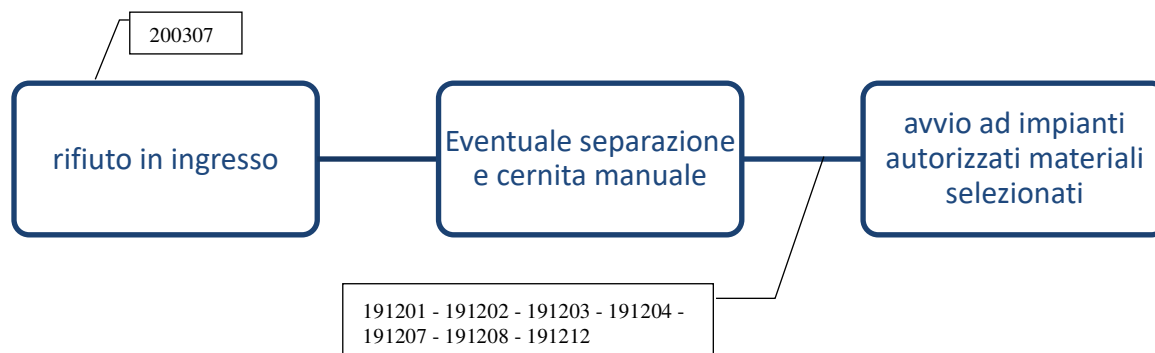 200307
rifiuto in ingresso
Eventuale separazione
e cernita manuale
avvio ad impianti
autorizzati materiali
selezionati
191201 - 191202 - 191203 - 191204 -
191207 - 191208 - 191212